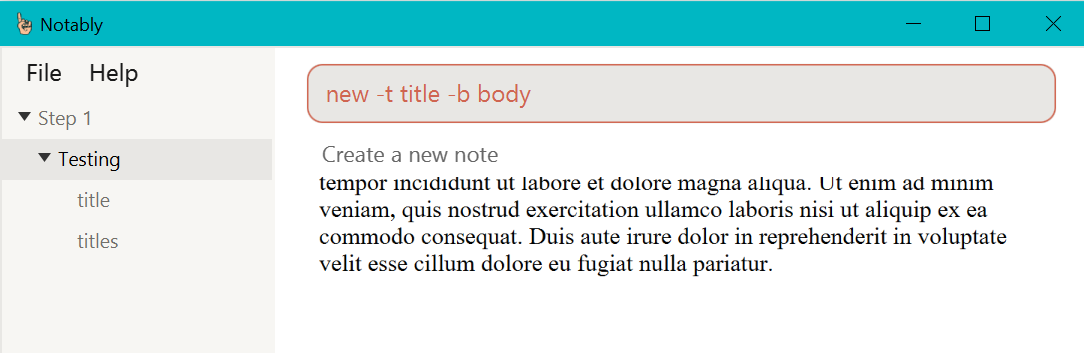 Notably
File Help
new -t title -b body
Step 1
Create a new note
Testing
tempor incididunt ut labore et dolore magna aliqua. Ut enim ad minim
title
veniam, quis nostrud exercitation ullamco laboris nisi ut aliquip ex ea
titles
commodo consequat. Duis aute irure dolor in reprehenderit in voluptate
velit esse cillum dolore eu fugiat nulla pariatur.